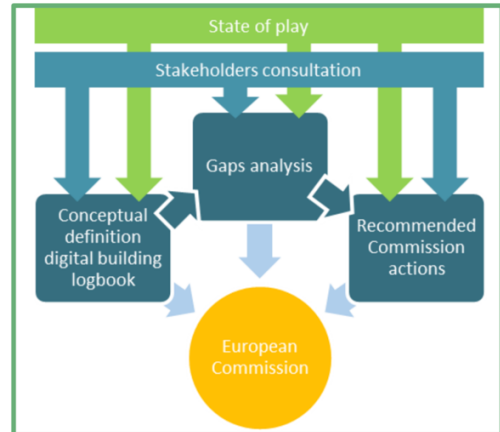 State of play
Stakeholders consultation
Gaps analysis
Conceptual
definition
digital building
logbook
Recommended
Commission
actions
European
Commission